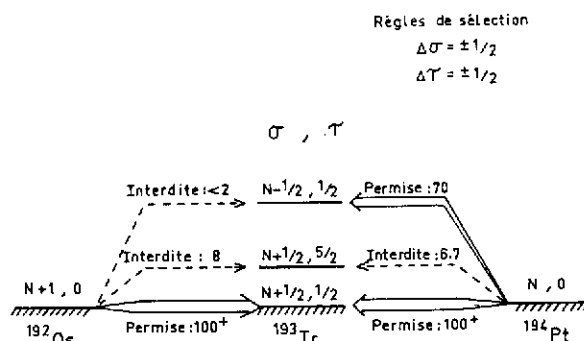 Règles de sélection
Δσ = ±1/2
Δτ = ±1/2
σ , τ
Interdite :<2
N-1/2, 1/2
Permise :70
Interdite : 8
N+1/2, 5/2
Interdite :6.7
N+1, 0
N+1/2, 1/2
N, 0
192Os
Permise :100+
193Ir
Permise :100+
194Pt